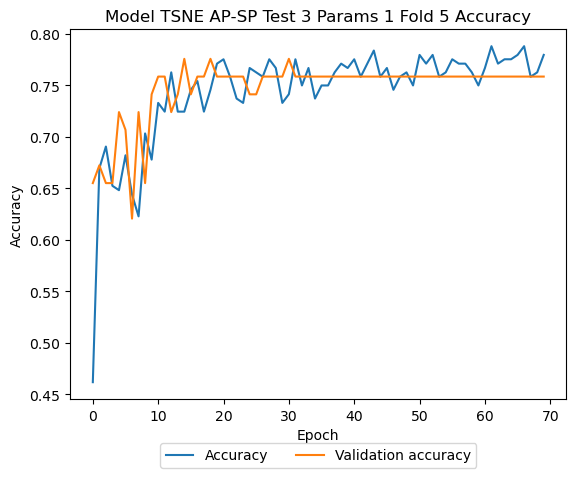 Model TSNE AP-SP Test 3 Params 1 Fold 5 Accuracy
0.80
0.75
0.70
0.65
0.60
0.55
0.50
0.45
Accuracy
0 10 20 30 40 50 60 70
Epoch
Accuracy Validation accuracy